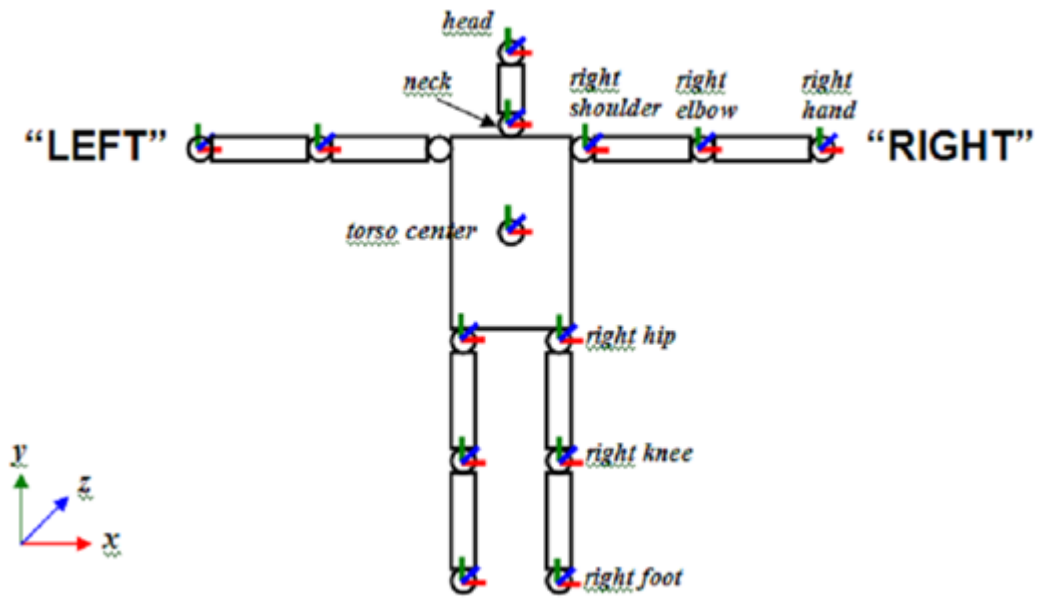 head
neck
right
shoulder
right
elbow
right
hand
“LEFT”
“RIGHT”
torso center
right hip
right knee
right foot
y
z
x